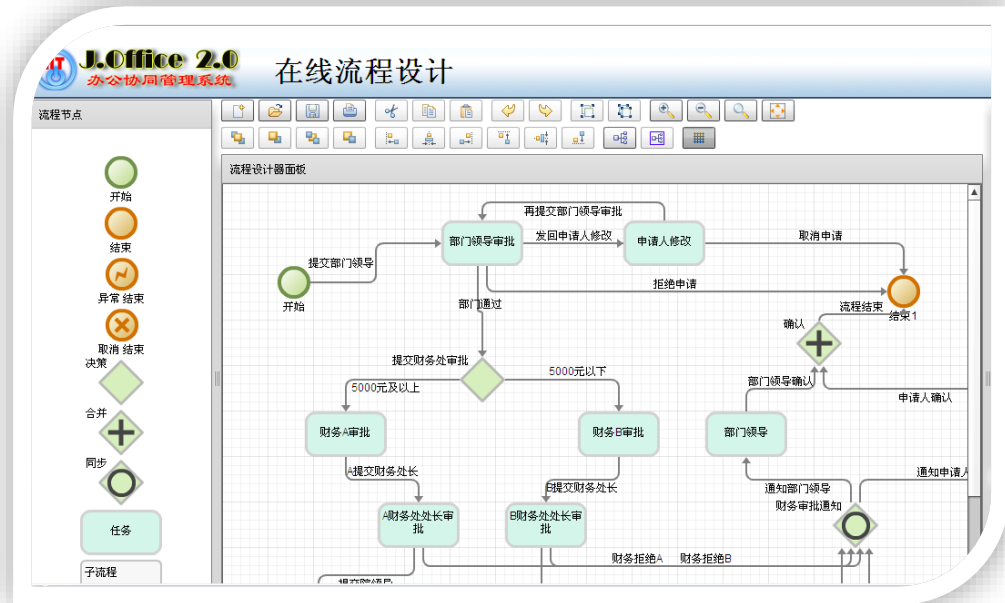 J.Office 2.0
办公协同管理系统
在线流程设计
流程节点
开始
结束
异常结束
取消结束
决策
合并
同步
任务
子流程
流程设计器面板
再提交部门领导审批
部门领导审批
发回申请人修改
申请人修改
取消申请
提交部门领导
开始
拒绝申请
部门通过
流程结束
结束1
确认
提交财务处审批
5000元及以上
5000元以下
部门领导确认
申请人确认
财务A审批
财务B审批
部门领导
A提交财务处长
B提交财务处长
通知申请人
通知部门领导
财务审批通知
A财务处处长审
批
B财务处处长审
批
财务拒绝A
财务拒绝B
提交院领导